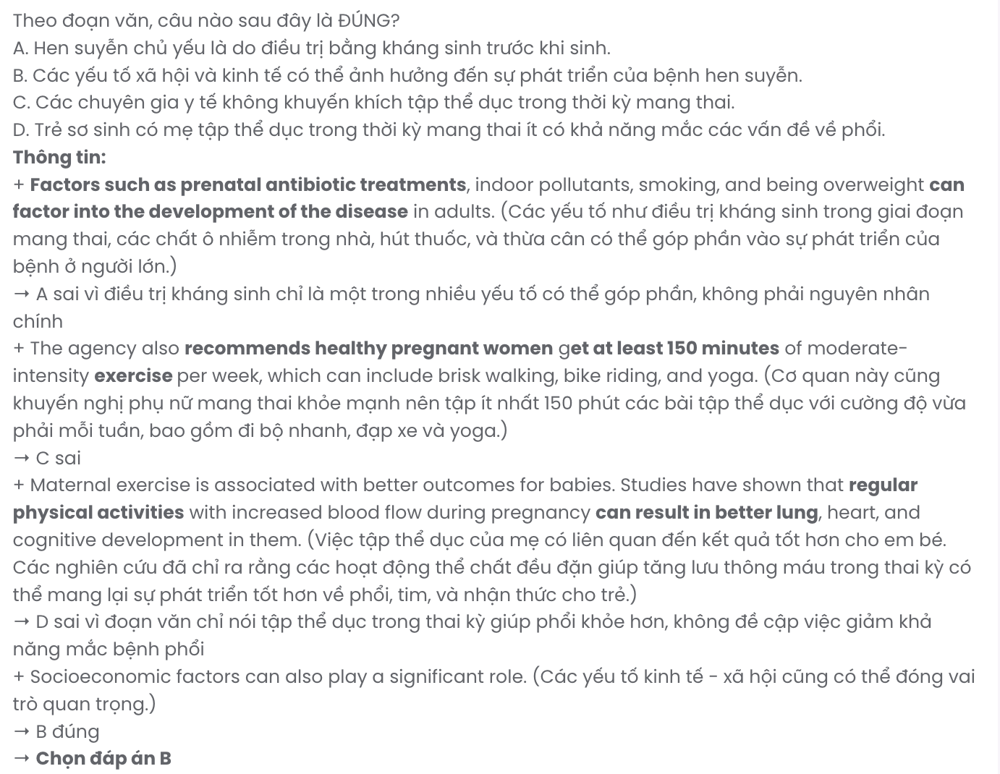 Theo đoạn văn, câu nào sau đây là ĐÚNG?
A. Hen suyễn chủ yếu là do điều trị bằng kháng sinh trước khi sinh.
B. Các yếu tố xã hội và kinh tế có thể ảnh hưởng đến sự phát triển của bệnh hen suyễn.
C. Các chuyên gia y tế không khuyến khích tập thể dục trong thời kỳ mang thai.
D. Trẻ sơ sinh có mẹ tập thể dục trong thời kỳ mang thai ít có khả năng mắc các vấn đề về phổi.
Thông tin:
+ Factors such as prenatal antibiotic treatments, indoor pollutants, smoking, and being overweight can
factor into the development of the disease in adults. (Các yếu tố như điều trị kháng sinh trong giai đoạn
mang thai, các chất ô nhiễm trong nhà, hút thuốc, và thừa cân có thể góp phần vào sự phát triển của
bệnh ở người lớn.)
→ A sai vì điều trị kháng sinh chỉ là một trong nhiều yếu tố có thể góp phần, không phải nguyên nhân
chính
+ The agency also recommends healthy pregnant women get at least 150 minutes of moderate-
intensity exercise per week, which can include brisk walking, bike riding, and yoga. (Cơ quan này cũng
khuyến nghị phụ nữ mang thai khỏe mạnh nên tập ít nhất 150 phút các bài tập thể dục với cường độ vừa
phải mỗi tuần, bao gồm đi bộ nhanh, đạp xe và yoga.)
→ C sai
+ Maternal exercise is associated with better outcomes for babies. Studies have shown that regular
physical activities with increased blood flow during pregnancy can result in better lung, heart, and
cognitive development in them. (Việc tập thể dục của mẹ có liên quan đến kết quả tốt hơn cho em bé.
Các nghiên cứu đã chỉ ra rằng các hoạt động thể chất đều đặn giúp tăng lưu thông máu trong thai kỳ có
thể mang lại sự phát triển tốt hơn về phổi, tim, và nhận thức cho trẻ.)
→ D sai vì đoạn văn chỉ nói tập thể dục trong thai kỳ giúp phổi khỏe hơn, không đề cập việc giảm khả
năng mắc bệnh phổi
+ Socioeconomic factors can also play a significant role. (Các yếu tố kinh tế - xã hội cũng có thể đóng vai
trò quan trọng.)
→ B đúng
→ Chọn đáp án B